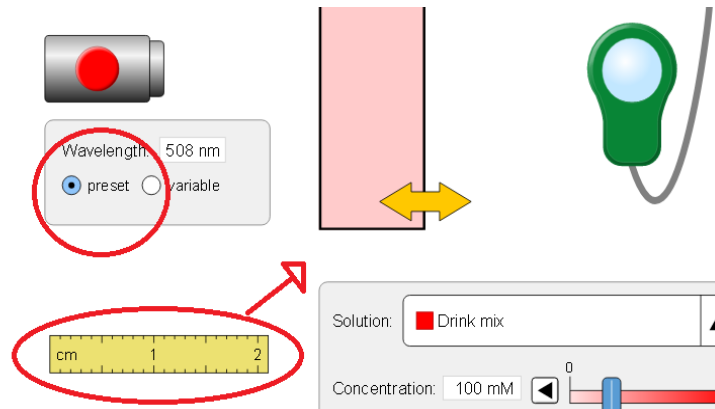 Wavelength: 508 nm
preset variable
cm 1 2
Solution: Drink mix
0
Concentration: 100 mM